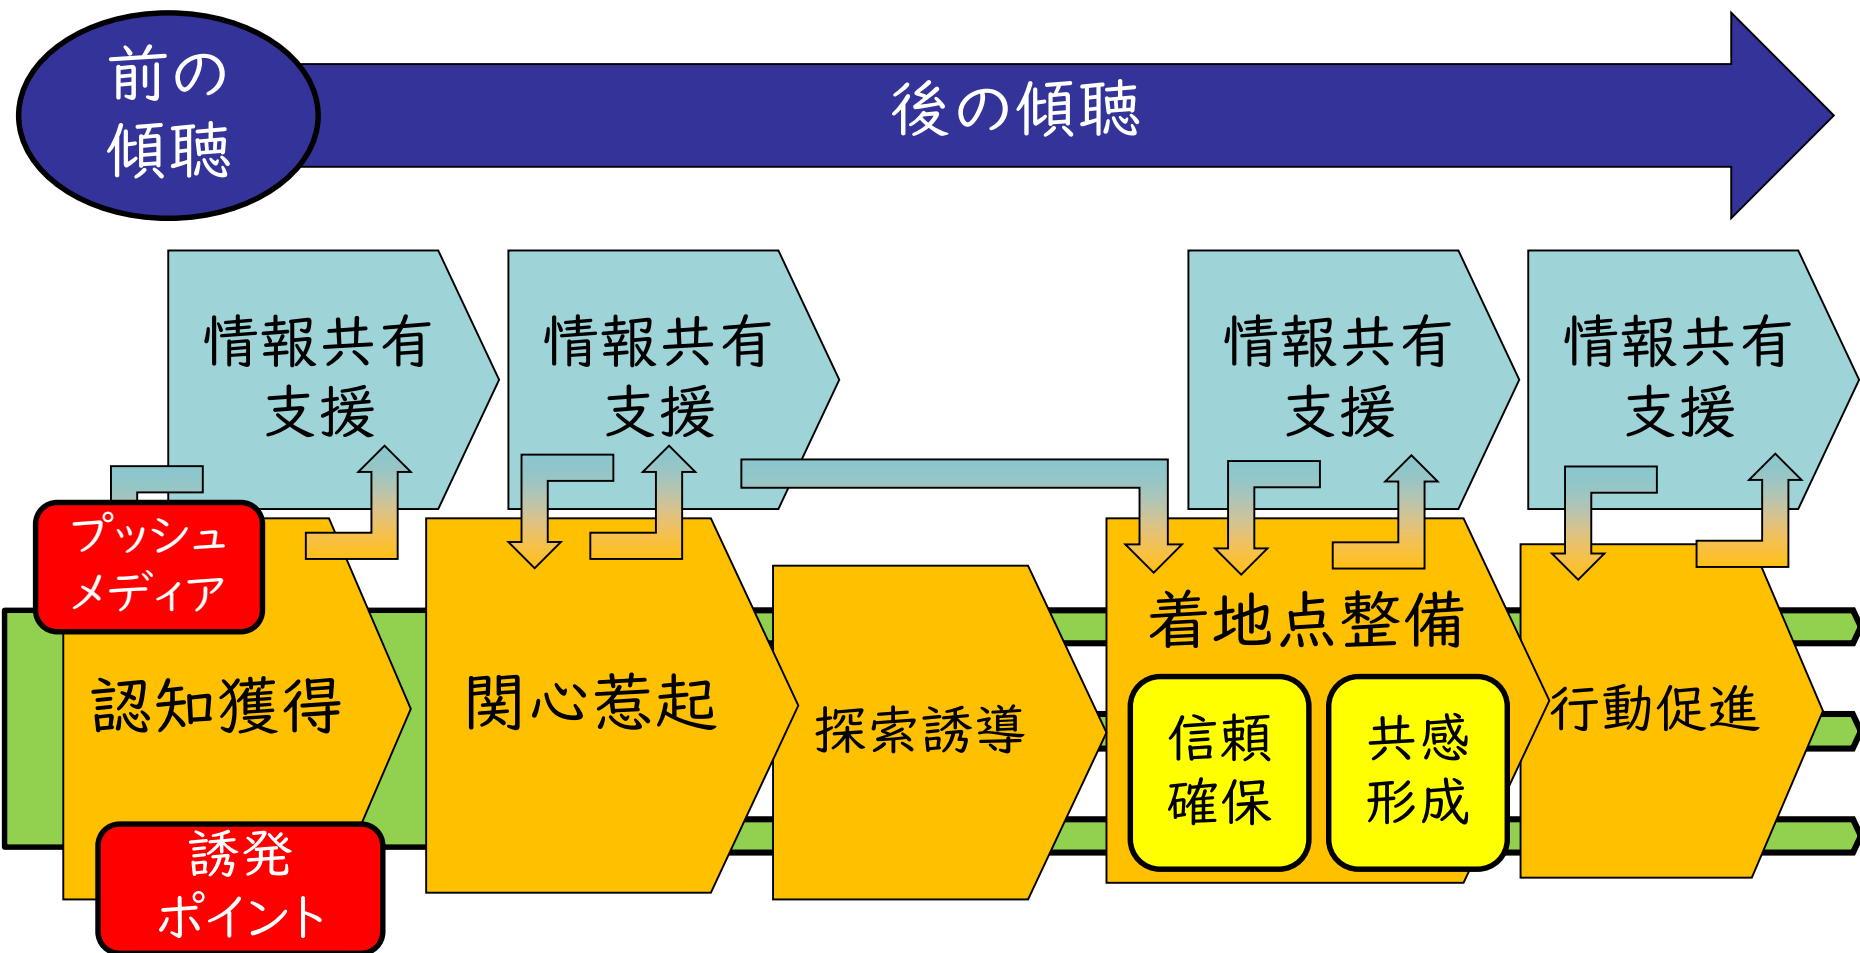 前の
傾聴
後の傾聴
情報共有
支援
情報共有
支援
情報共有
支援
情報共有
支援
プッシュ
メディア
認知獲得
誘発
ポイント
関心惹起
探索誘導
着地点整備
信頼
確保
共感
形成
行動促進